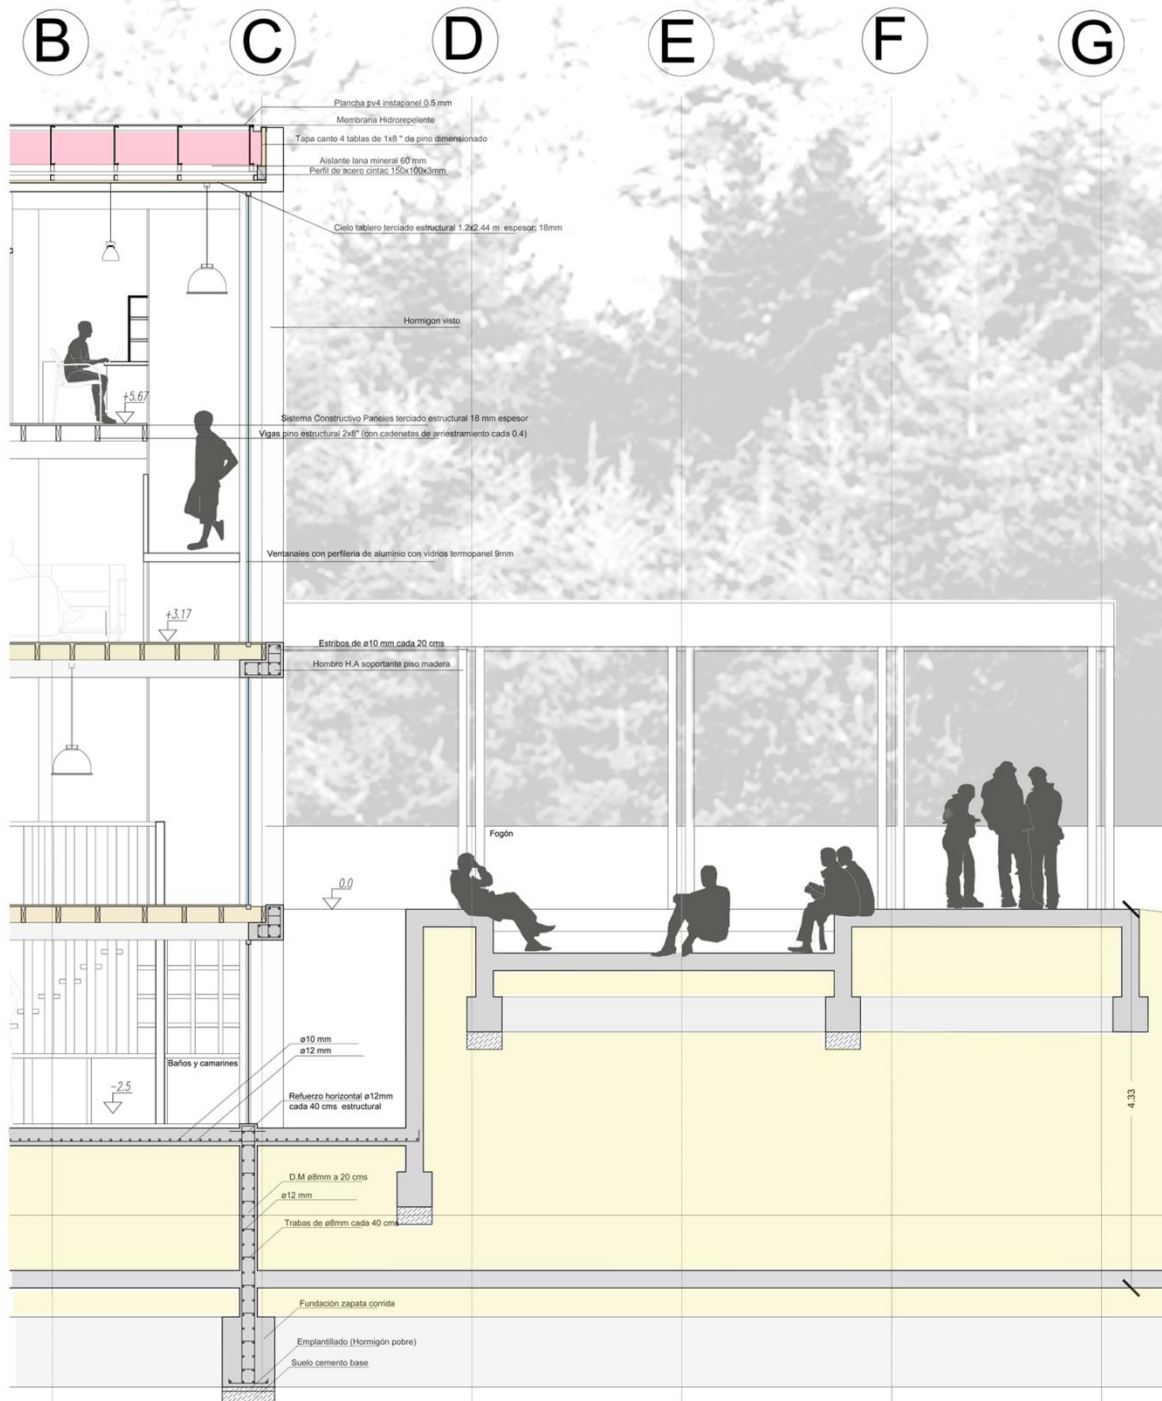 B
C
D
E
F
G
Plancha pv4 instapanel 0.5 mm
Membrana Hidrorepelente
Tapa canto 4 tablas de 1x8 " de pino dimensionado
Aislante lana mineral 60 mm
Perfil de acero cintac 150x100x3mm
Cielo tablero terciado estructural 1.2x2.44 m espesor: 18mm
Hormigon visto
+5.67
Sistema Constructivo Paneles terciado estructural 18 mm espesor
Vigas pino estructural 2x8" (con cadenetas de arriestramiento cada 0.4)
Ventanales con perfileria de aluminio con vidrios termopanel 9mm
+3.17
Estribos de ø10 mm cada 20 cms
Hombro H.A soportante piso madera
Fogón
0.0
ø10 mm
ø12 mm
Baños y camarines
-2.5
Refuerzo horizontal ø12mm
cada 40 cms estructural
4.33
D.M ø8mm a 20 cms
ø12 mm
Trabas de ø8mm cada 40 cms
Fundación zapata corrida
Emplantillado (Hormigón pobre)
Suelo cemento base